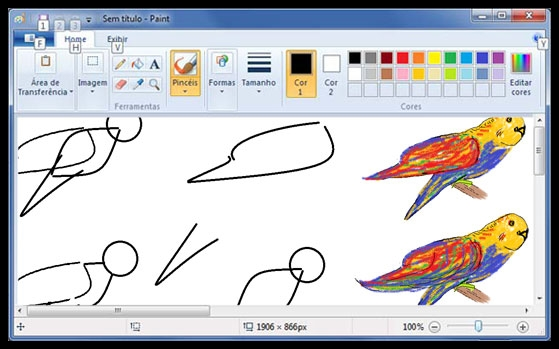 Sem título - Paint
1 2 3
F
Home
H
Exibir
V
Y
Área de
Transferência
Imagem
Pincéis
Formas
Tamanho
Cor
1
Cor
2
Editar
cores
Ferramentas
Cores
1906 × 866px
100%